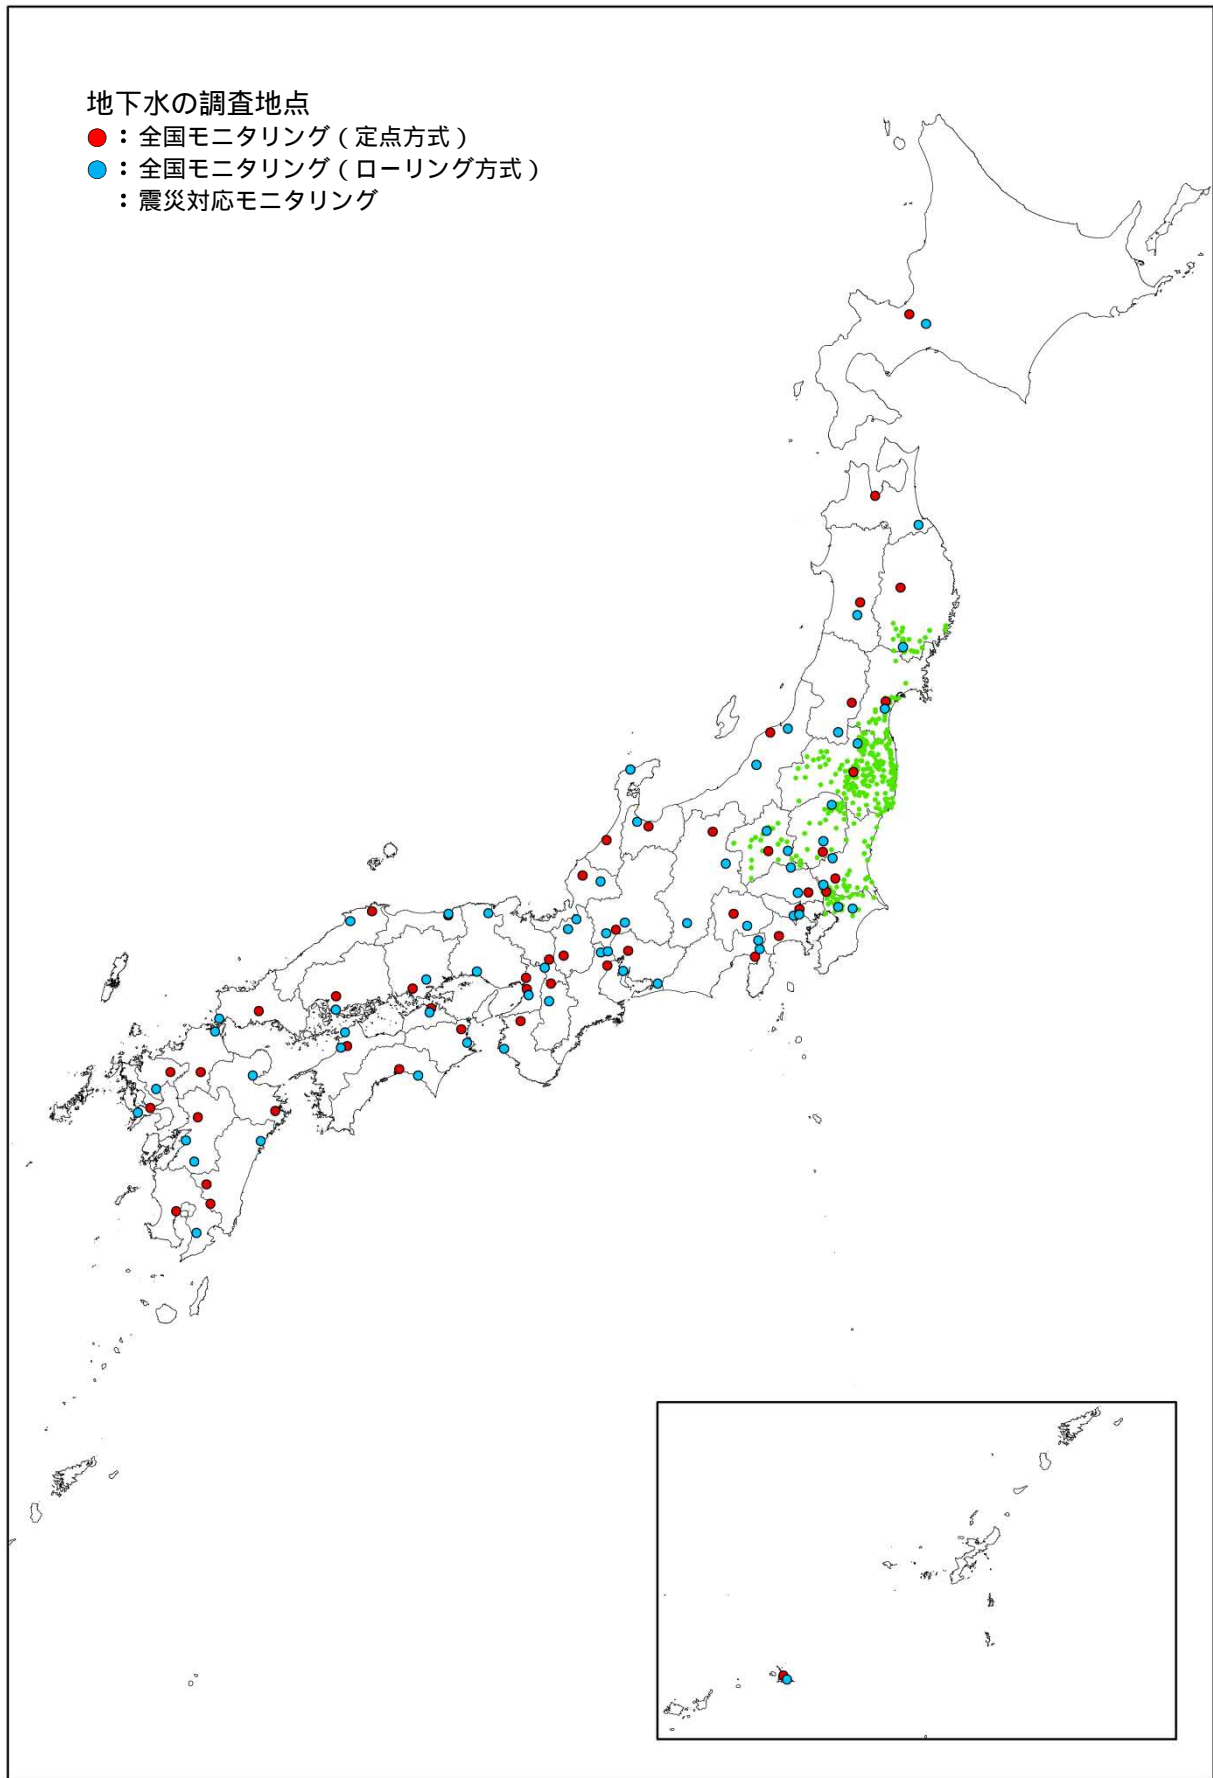 地下水の調査地点
：全国モニタリング（定点方式）
：全国モニタリング（ローリング方式）
：震災対応モニタリング